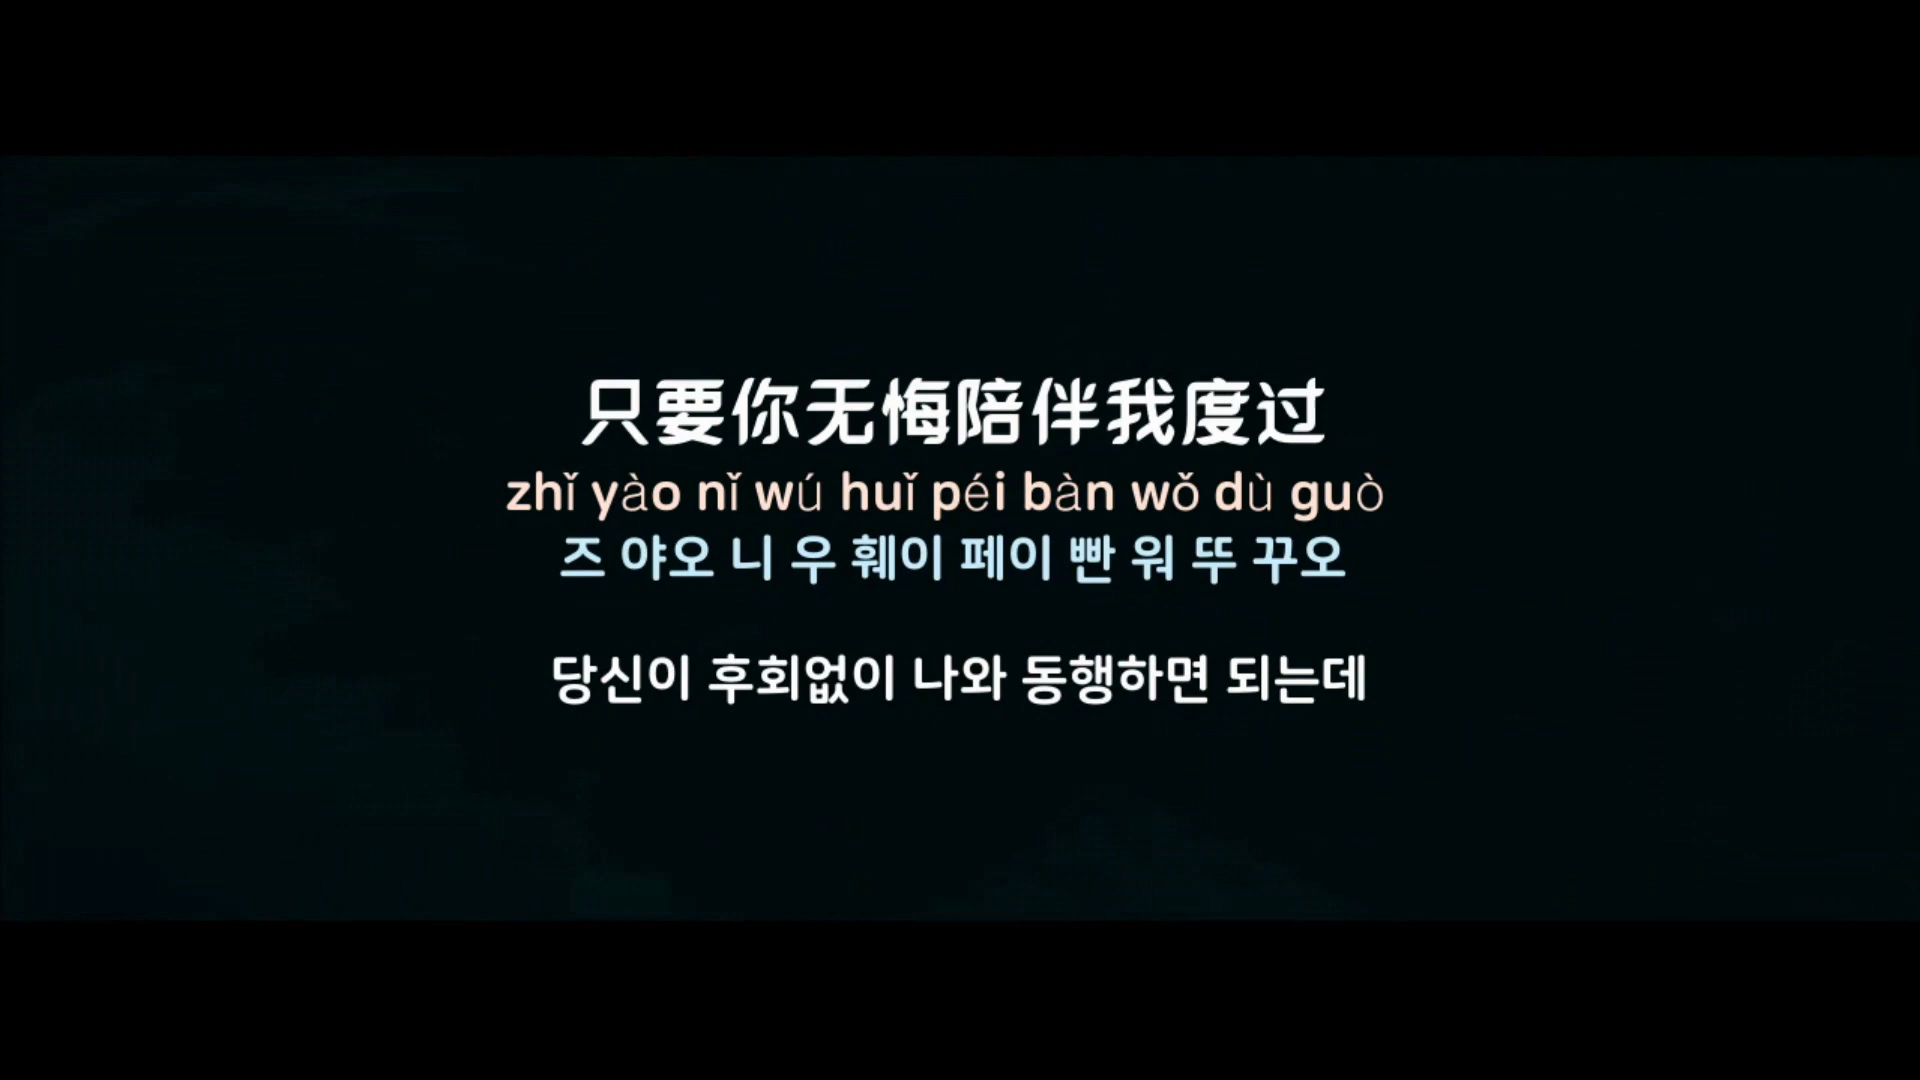 只要你无悔陪伴我度过
zhǐ yào nǐ wú huǐ péi bàn wǒ dù guò
즈 야오 니 우 훼이 페이 빤 워 뚜 꾸오
당신이 후회없이 나와 동행하면 되는데